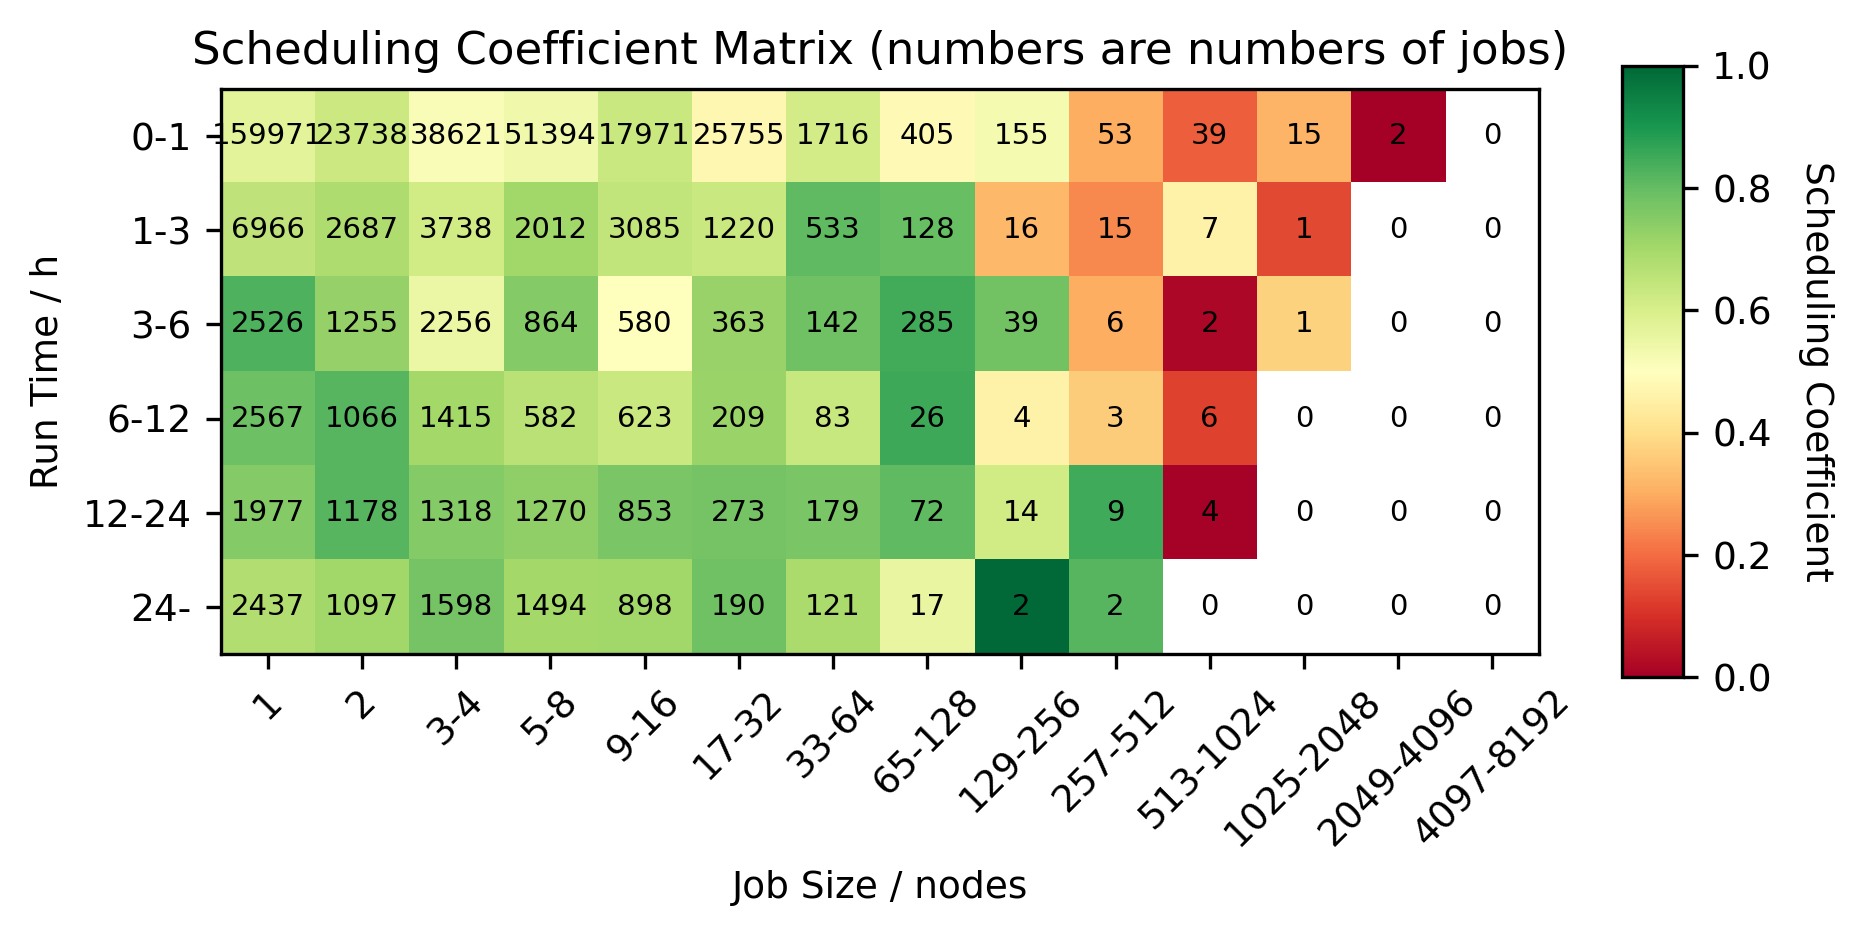 Scheduling Coefficient Matrix (numbers are numbers of jobs)
0-1 159971 23738 38621 51394 17971 25755 1716 405 155 53 39 15 2 0
1-3 6966 2687 3738 2012 3085 1220 533 128 16 15 7 1 0 0
3-6 2526 1255 2256 864 580 363 142 285 39 6 2 1 0 0
6-12 2567 1066 1415 582 623 209 83 26 4 3 6 0 0 0
12-24 1977 1178 1318 1270 853 273 179 72 14 9 4 0 0 0
24- 2437 1097 1598 1494 898 190 121 17 2 2 0 0 0 0
Run Time / h
1 2 3-4 5-8 9-16 17-32 33-64 65-128 129-256 257-512 513-1024 1025-2048 2049-4096 4097-8192
Job Size / nodes
1.0
0.8
0.6
0.4
0.2
0.0
Scheduling Coefficient